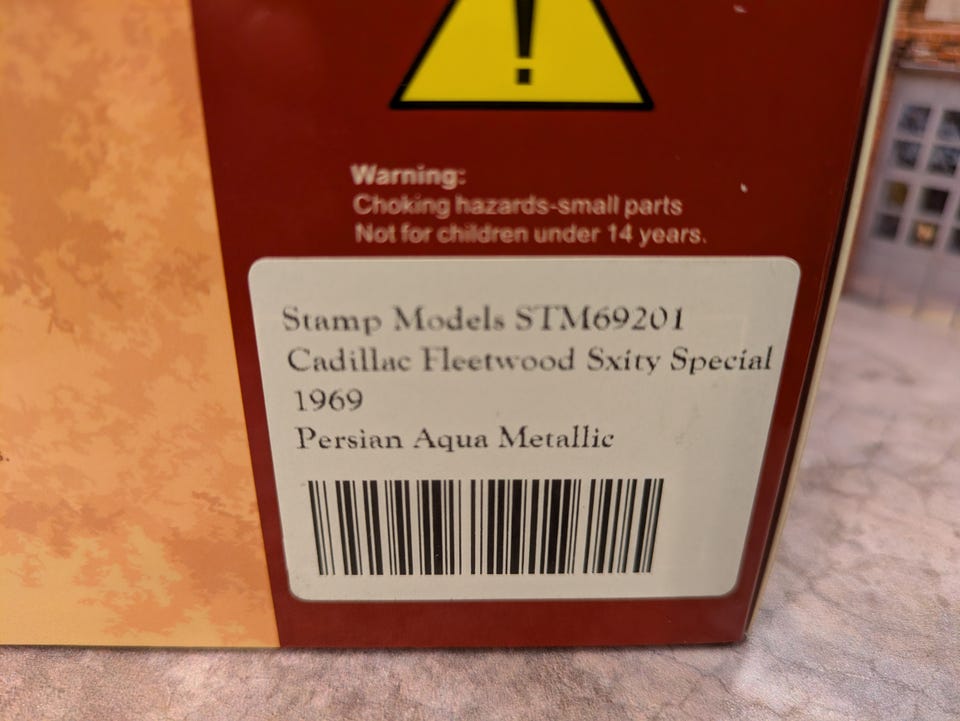 !
Warning:
Choking hazards-small parts
Not for children under 14 years.
Stamp Models STM69201
Cadillac Fleetwood Sxity Special
1969
Persian Aqua Metallic